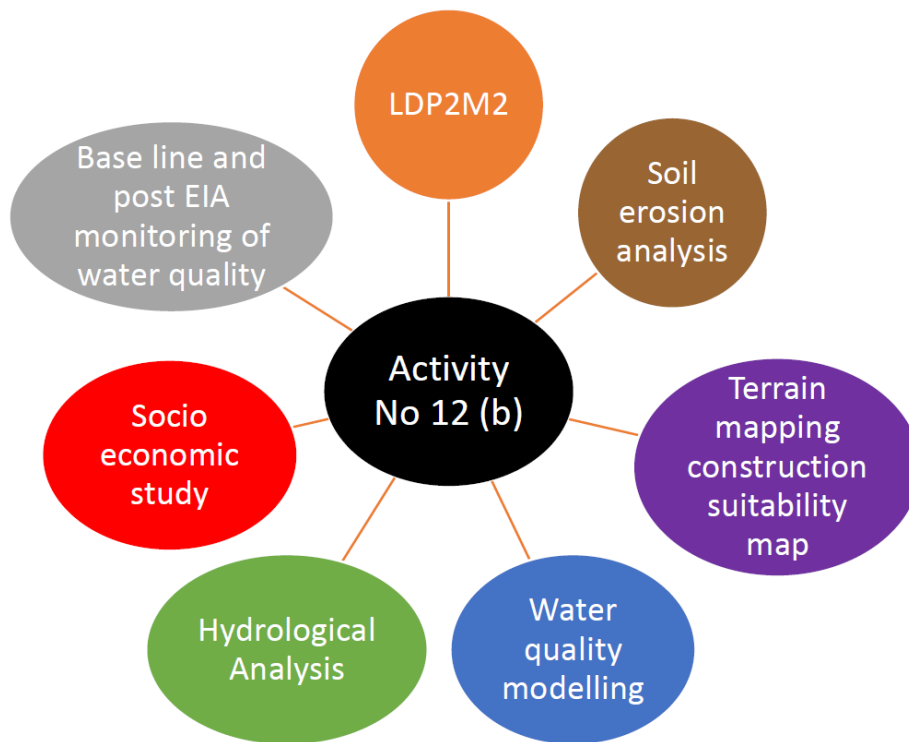 LDP2M2
Soil
erosion
analysis
Terrain
mapping
construction
suitability
map
Water
quality
modelling
Hydrological
Analysis
Socio
economic
study
Base line and
post EIA
monitoring of
water quality
Activity
No 12 (b)